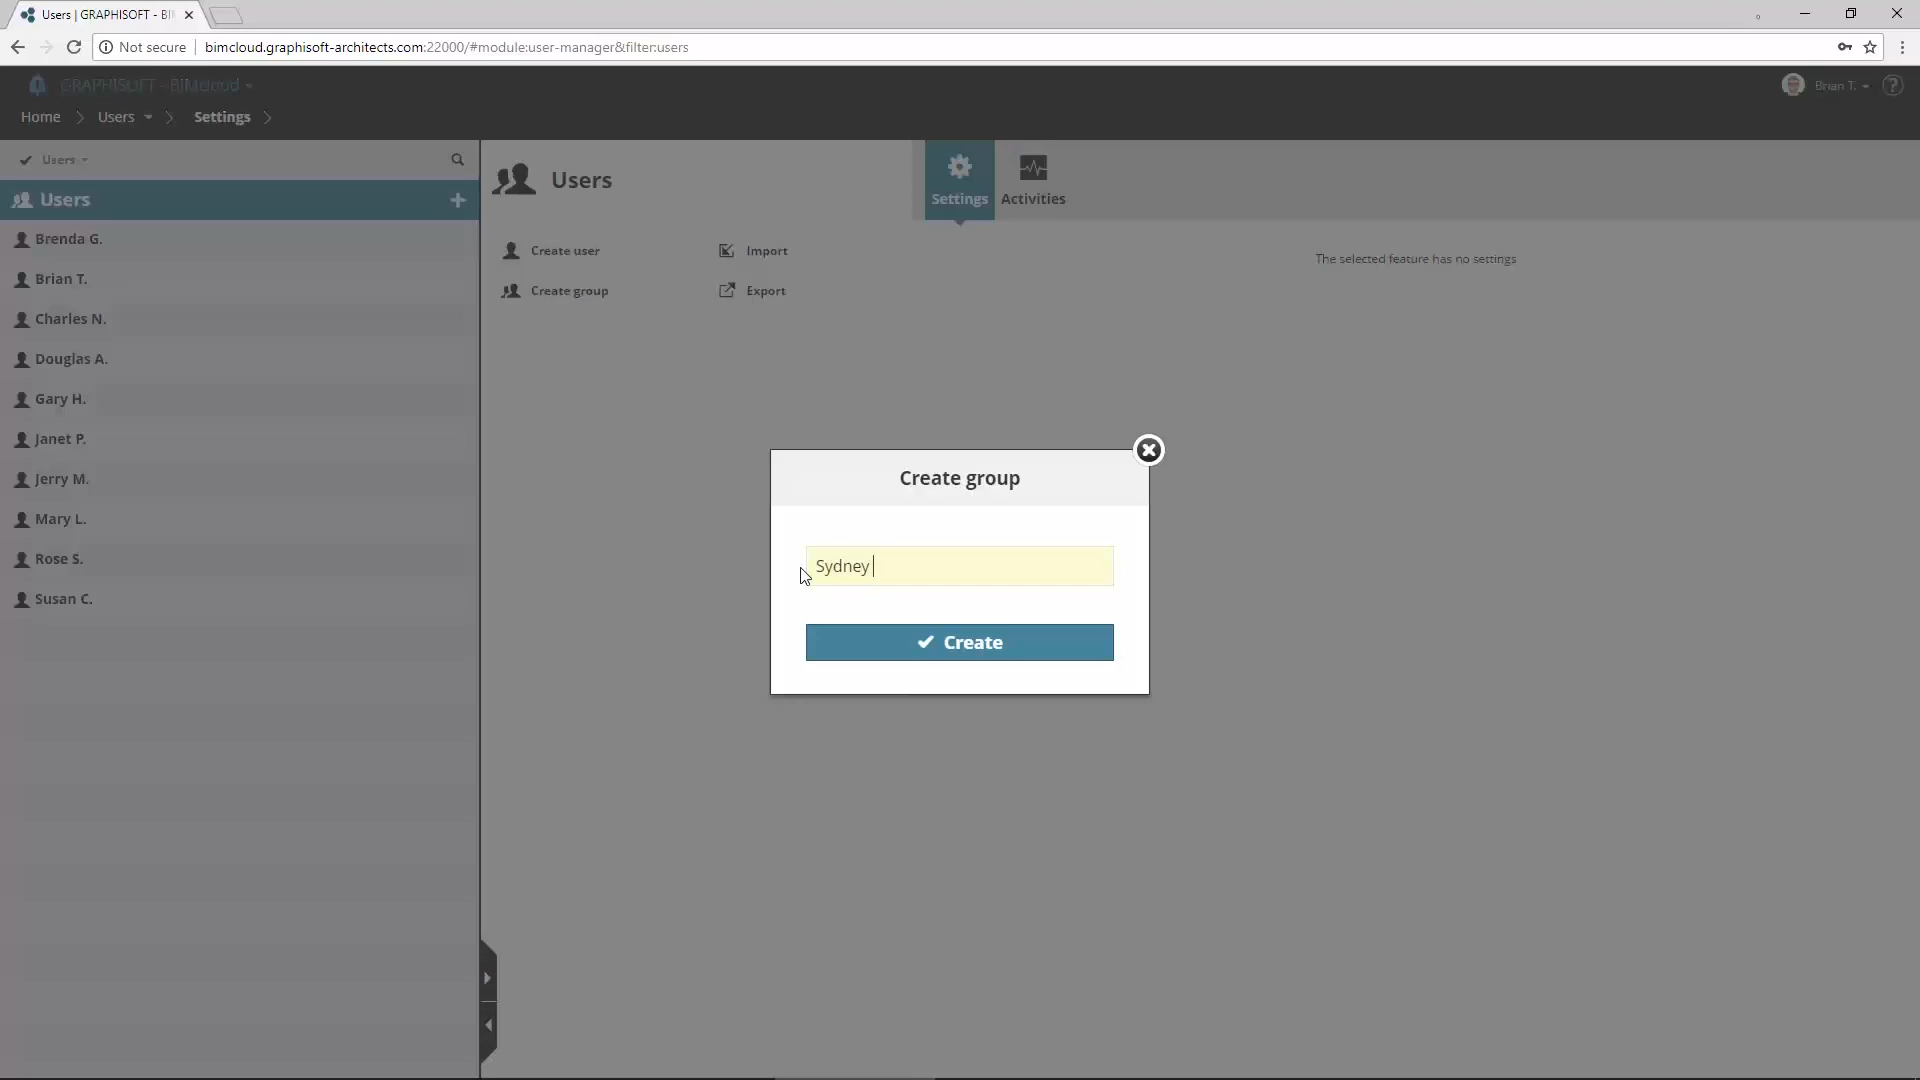 Users | GRAPHISOFT - BI
Not secure
bimcloud.graphisoft-architects.com:22000/#module:user-manager&filter:users
GRAPHISOFT - BIMcloud
Brian T.
?
Home
Users
Settings
Users
Users
Brenda G.
Brian T.
Charles N.
Douglas A.
Gary H.
Janet P.
Jerry M.
Mary L.
Rose S.
Susan C.
Users
Create user
Import
Create group
Export
Settings
Activities
The selected feature has no settings
Create group
Sydney
Create